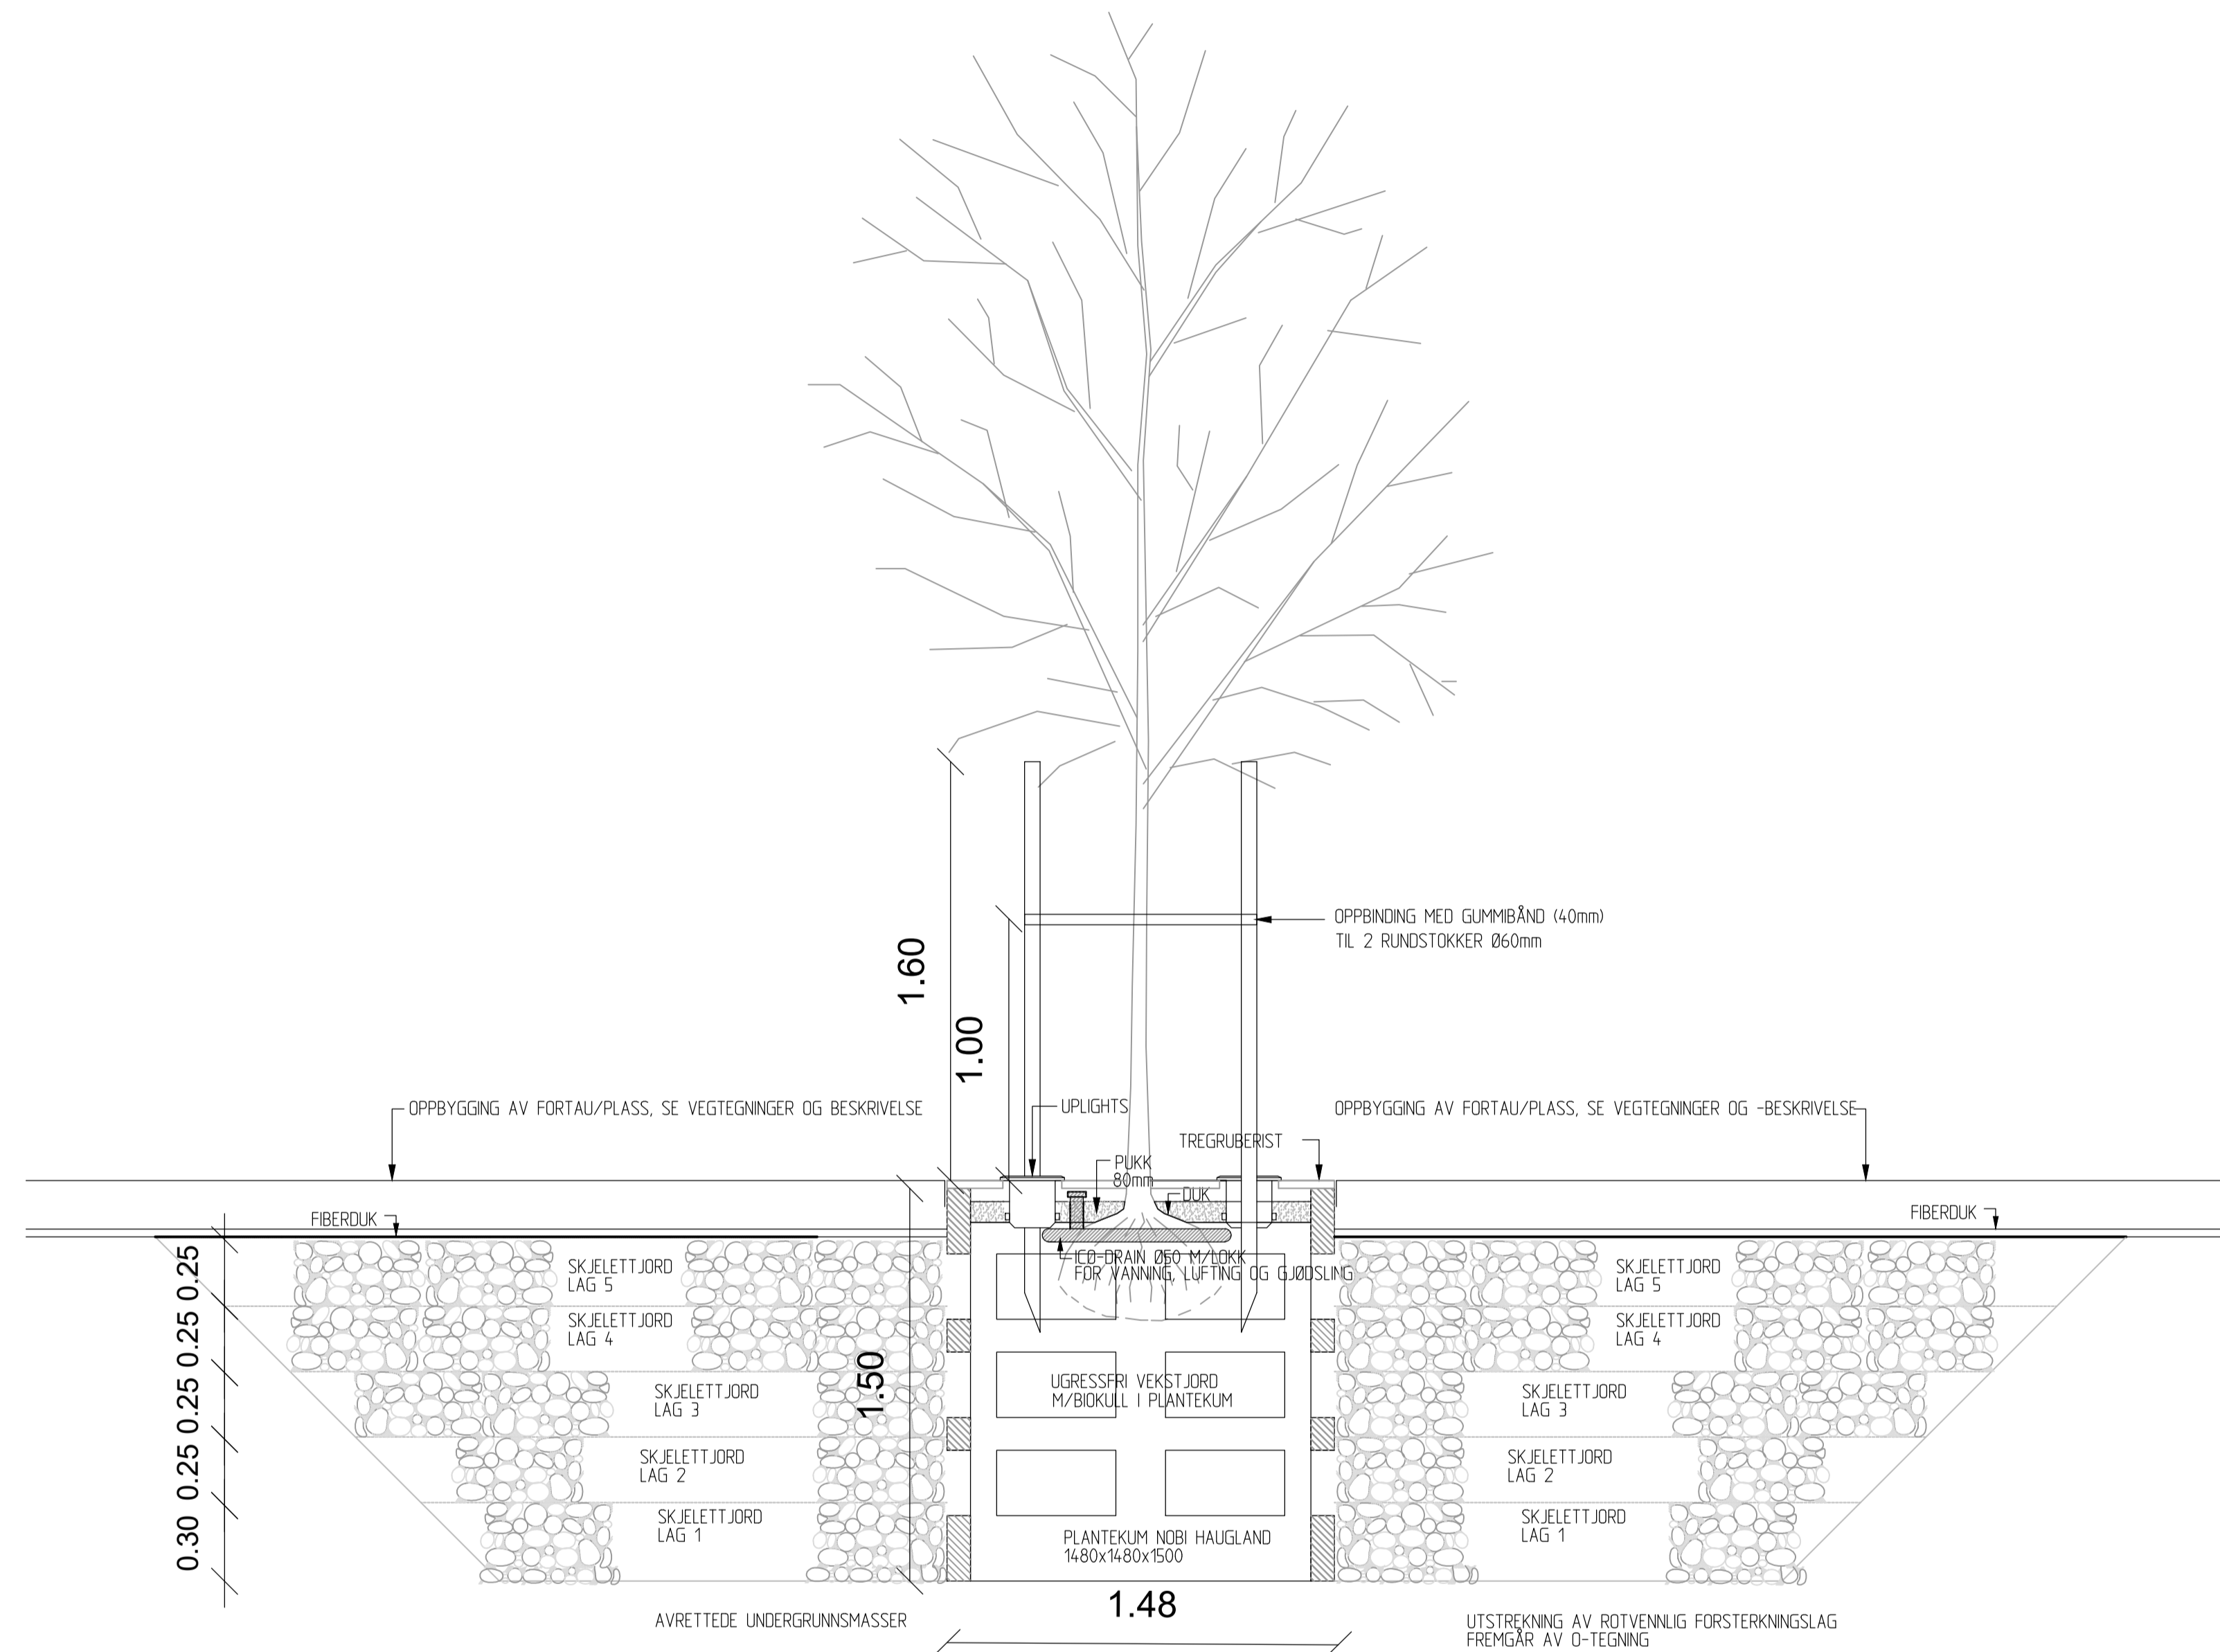 OPPBINDING MED GUMMIBÅND (40mm)
TIL 2 RUNDSTOKKER Ø60mm
1.60
1.00
OPPBYGGING AV FORTAU/PLASS, SE VEGTEGNINGER OG BESKRIVELSE
UPLIGHTS
OPPBYGGING AV FORTAU/PLASS, SE VEGTEGNINGER OG -BESKRIVELSE
TREGRUBERIST
PUKK
80mm
DUK
FIBERDUK
FIBERDUK
ICØ-DRAIN Ø50 M/LOKK
FOR VANNING, LUFTING OG GJØDSLING
0.25
SKJELETTJORD
LAG 5
SKJELETTJORD
LAG 5
0.25
SKJELETTJORD
LAG 4
SKJELETTJORD
LAG 4
1.50
0.25
SKJELETTJORD
LAG 3
UGRESSFRI VEKSTJORD
M/BIOKULL I PLANTEKUM
SKJELETTJORD
LAG 3
0.25
SKJELETTJORD
LAG 2
SKJELETTJORD
LAG 2
0.30
SKJELETTJORD
LAG 1
PLANTEKUM NOBI HAUGLAND
1480x1480x1500
SKJELETTJORD
LAG 1
1.48
AVRETTEDE UNDERGRUNNSMASSER
UTSTREKNING AV ROTVENNLIG FORSTERKNINGSLAG
FREMGÅR AV O-TEGNING